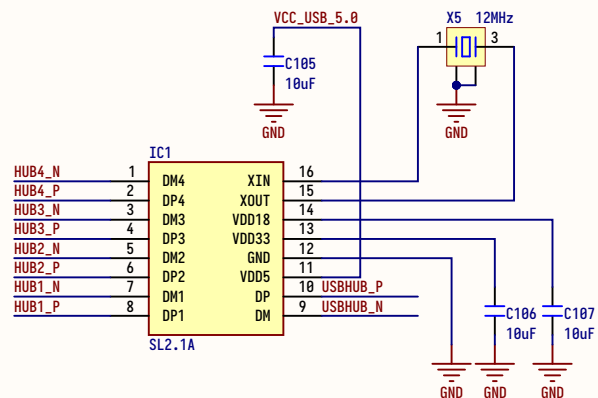 VCC_USB_5.0
X5 12MHz
1 3
C105
10uF
GND
GND
IC1
HUB4_N 1 DM4 XIN 16
HUB4_P 2 DP4 XOUT 15
HUB3_N 3 DM3 VDD18 14
HUB3_P 4 DP3 VDD33 13
HUB2_N 5 DM2 GND 12
HUB2_P 6 DP2 VDD5 11
HUB1_N 7 DM1 DP 10 USBHUB_P
HUB1_P 8 DP1 DM 9 USBHUB_N
C106 C107
10uF 10uF
SL2.1A
GND GND GND